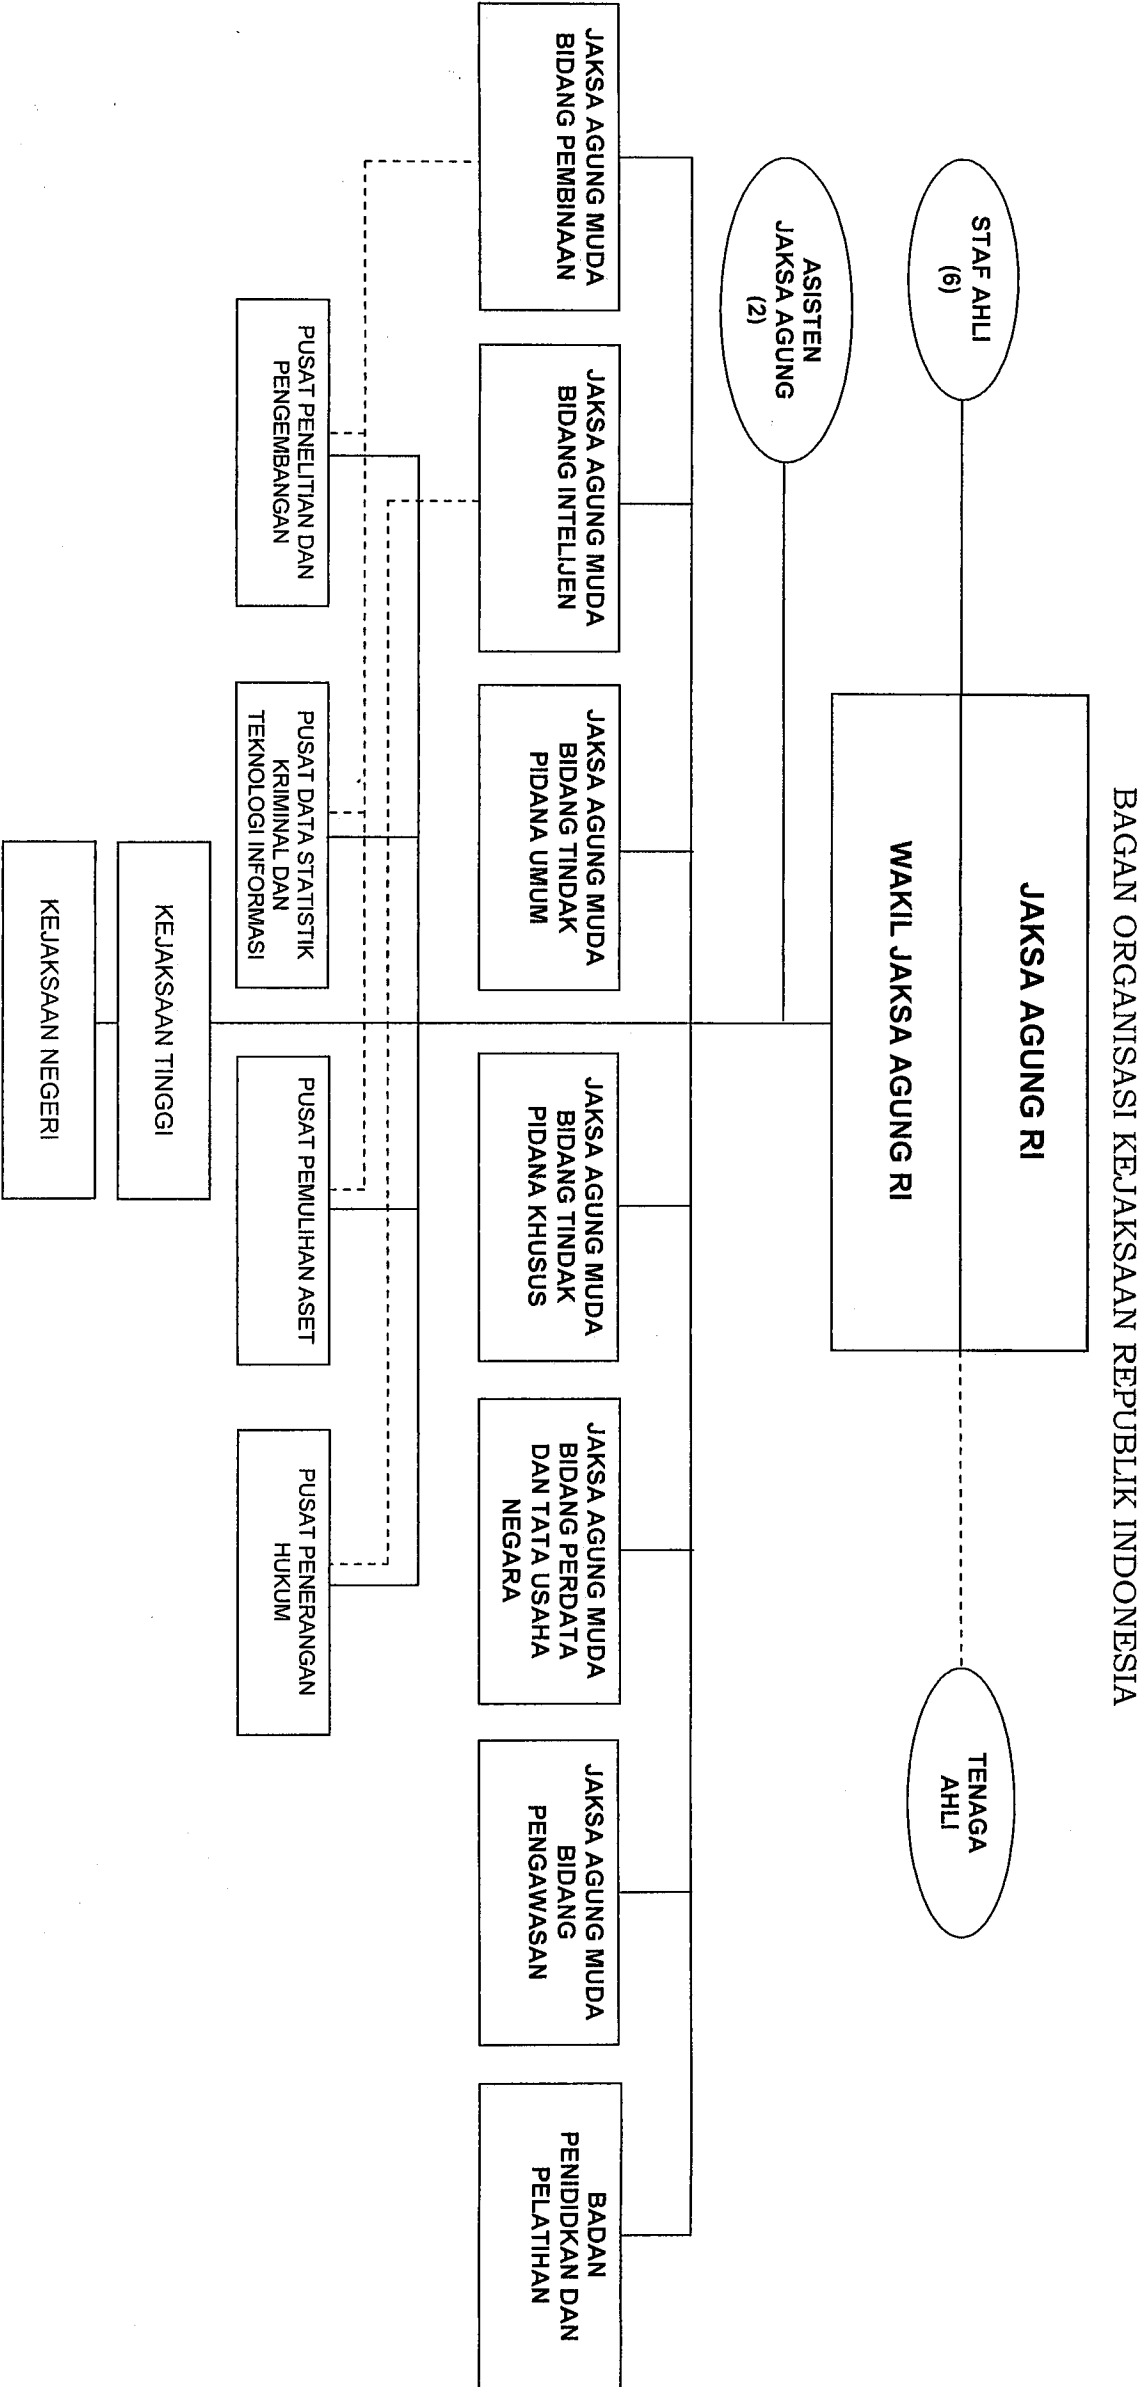 BAGAN ORGANISASI KEJAKSAAN REPUBLIK INDONESIA
JAKSA AGUNG RI
WAKIL JAKSA AGUNG RI
STAF AHLI
(6)
TENAGA
AHLI
ASISTEN
JAKSA AGUNG
(2)
JAKSA AGUNG MUDA
BIDANG PEMBINAAN
JAKSA AGUNG MUDA
BIDANG INTELIJEN
JAKSA AGUNG MUDA
BIDANG TINDAK
PIDANA UMUM
JAKSA AGUNG MUDA
BIDANG TINDAK
PIDANA KHUSUS
JAKSA AGUNG MUDA
BIDANG PERDATA
DAN TATA USAHA
NEGARA
JAKSA AGUNG MUDA
BIDANG
PENGAWASAN
BADAN
PENIDIDKAN DAN
PELATIHAN
PUSAT PENELITIAN DAN
PENGEMBANGAN
PUSAT DATA STATISTIK
KRIMINAL DAN
TEKNOLOGI INFORMASI
PUSAT PEMULIHAN ASET
PUSAT PENERANGAN
HUKUM
KEJAKSAAN TINGGI
KEJAKSAAN NEGERI